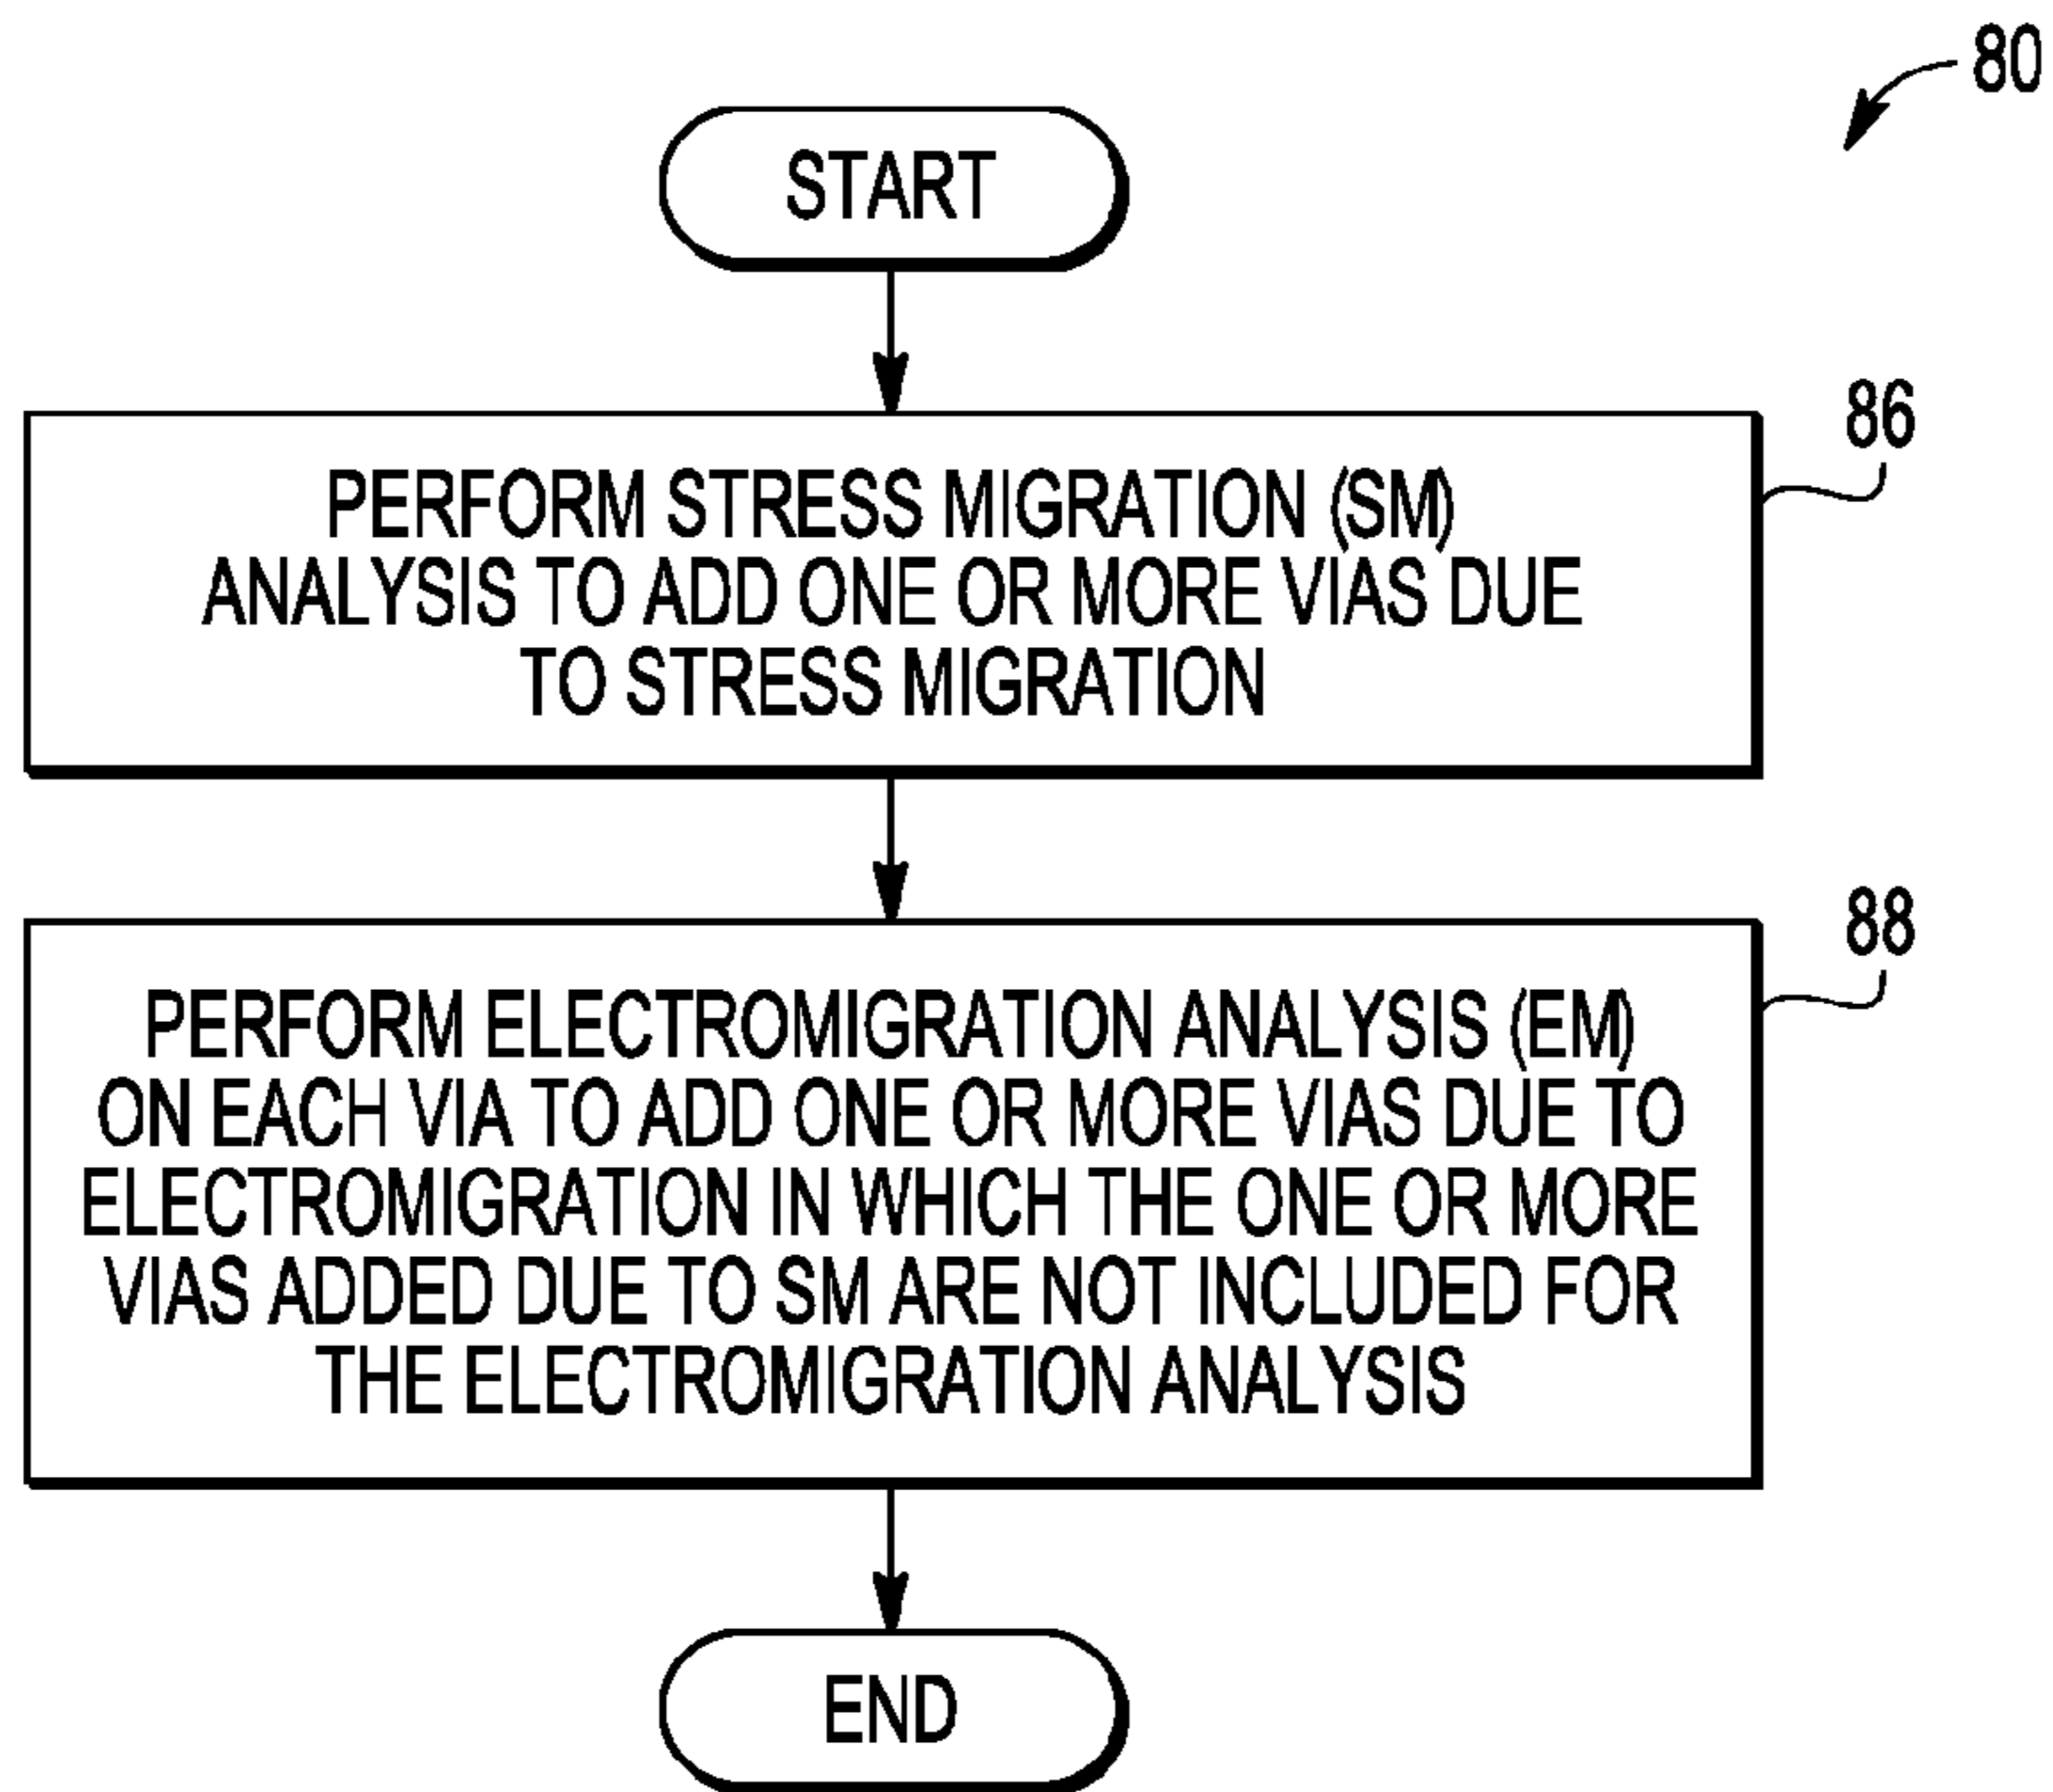 80
START
86
PERFORM STRESS MIGRATION (SM)
ANALYSIS TO ADD ONE OR MORE VIAS DUE
TO STRESS MIGRATION
88
PERFORM ELECTROMIGRATION ANALYSIS (EM)
ON EACH VIA TO ADD ONE OR MORE VIAS DUE TO
ELECTROMIGRATION IN WHICH THE ONE OR MORE
VIAS ADDED DUE TO SM ARE NOT INCLUDED FOR
THE ELECTROMIGRATION ANALYSIS
END